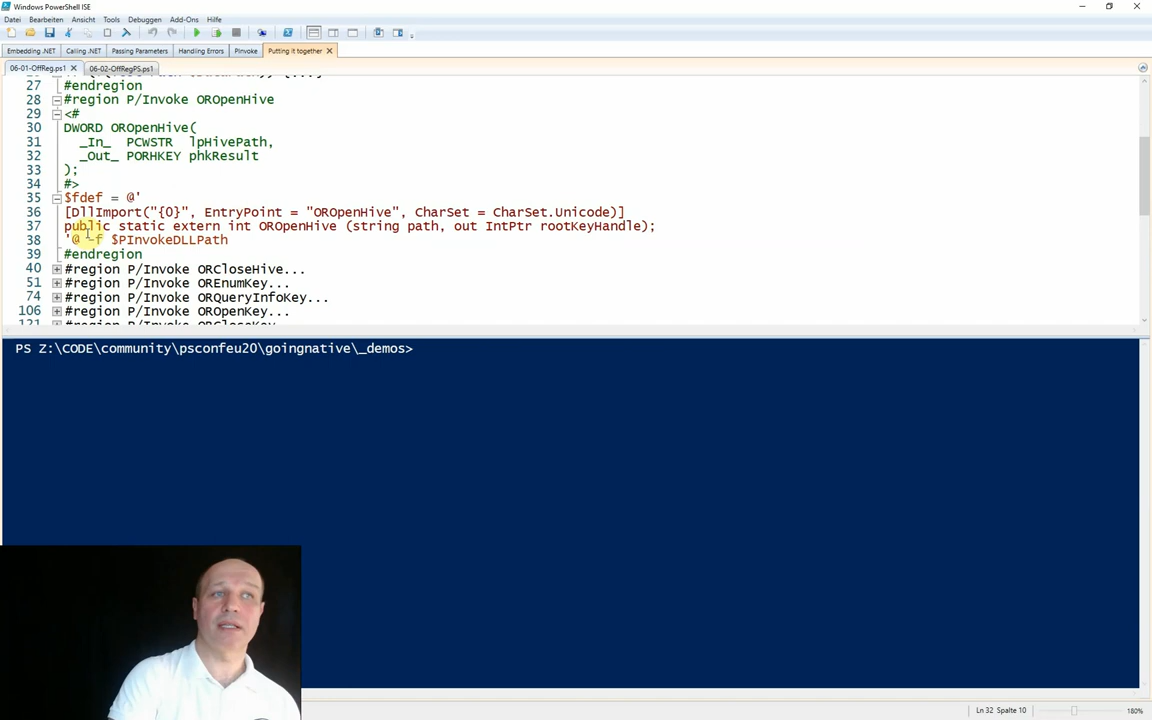 Windows PowerShell ISE
Datei Bearbeiten Ansicht Tools Debuggen Add-Ons Hilfe
Embedding .NET Calling .NET Passing Parameters Handling Errors PInvoke Putting it together
06-01-OffReg.ps1 06-02-OffRegPS.ps1
27 #endregion
28 #region P/Invoke OROpenHive
29 <#
30 DWORD OROpenHive(
31 _In_ PCWSTR lpHivePath,
32 _Out_ PORHKEY phkResult
33 );
34 #>
35 $fdef = @'
36 [DllImport("{0}", EntryPoint = "OROpenHive", CharSet = CharSet.Unicode)]
37 public static extern int OROpenHive (string path, out IntPtr rootKeyHandle);
38 '@ -f $PInvokeDLLPath
39 #endregion
40 #region P/Invoke ORCloseHive...
51 #region P/Invoke OREnumKey...
74 #region P/Invoke ORQueryInfoKey...
106 #region P/Invoke OROpenKey...
121 #region P/Invoke ORCloseKey
PS Z:\CODE\community\psconfeu20\goingnative\_demos>
Ln 32 Spalte 10 180%